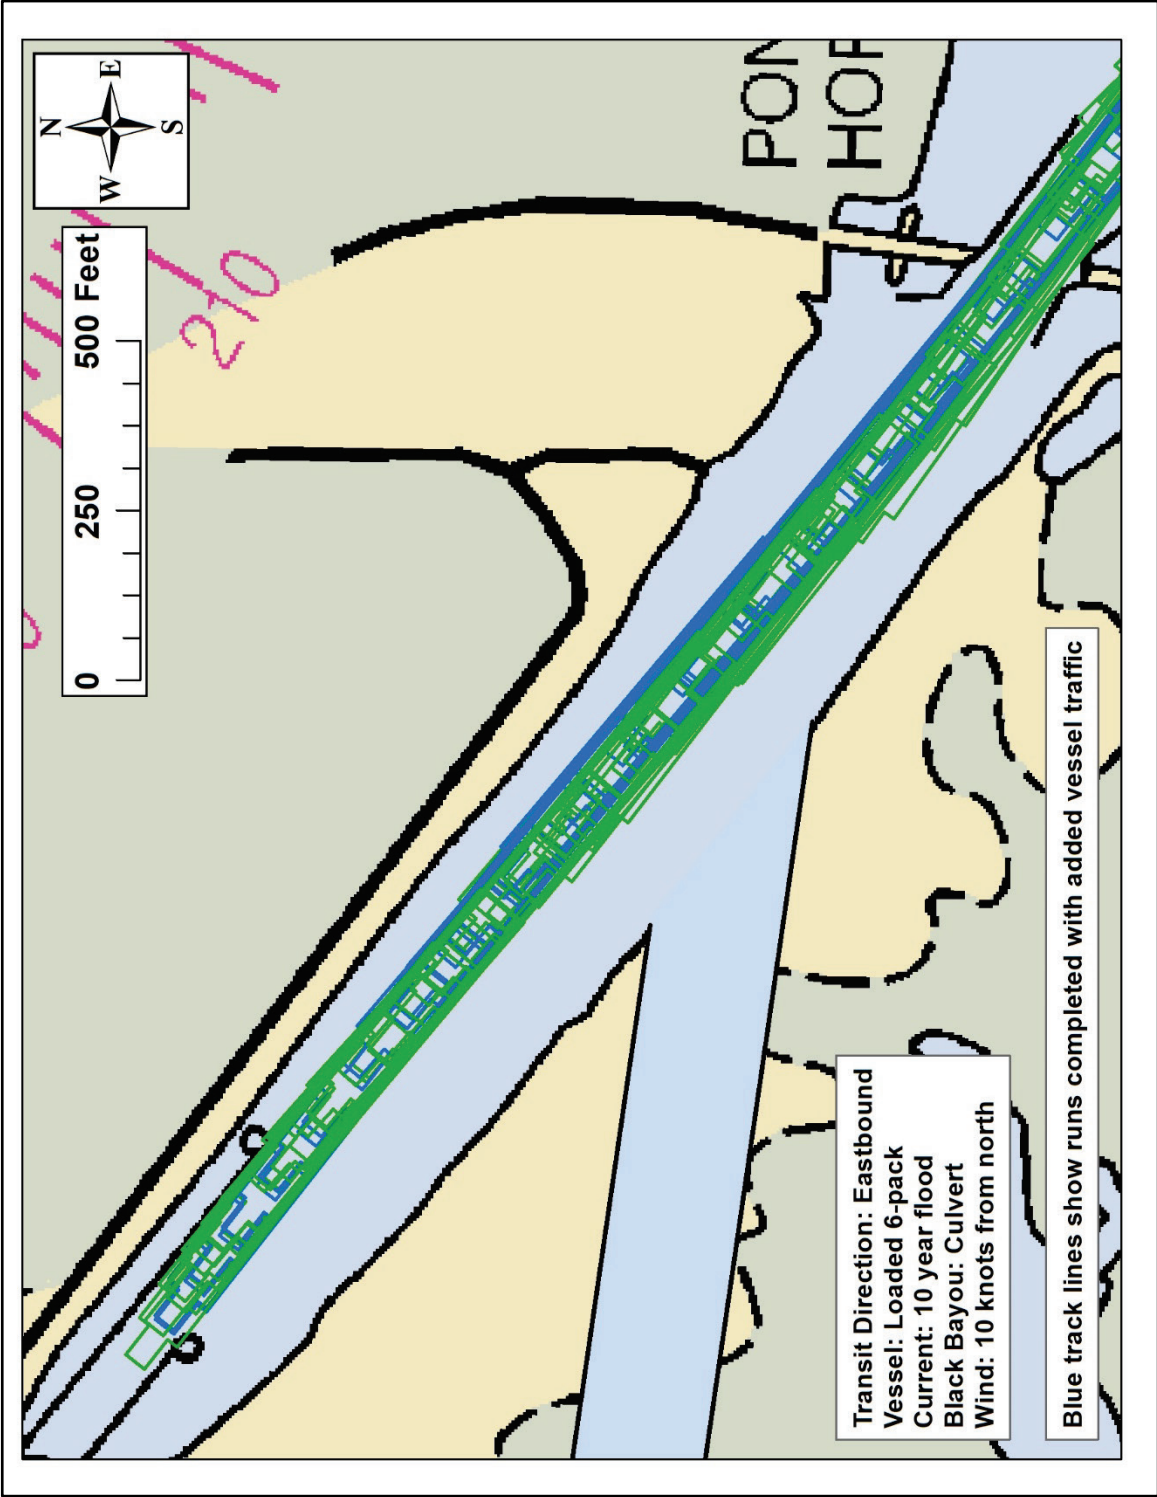 N
W E
S
0 250 500 Feet
210
PON
HOR
Transit Direction: Eastbound
Vessel: Loaded 6-pack
Current: 10 year flood
Black Bayou: Culvert
Wind: 10 knots from north
Blue track lines show runs completed with added vessel traffic